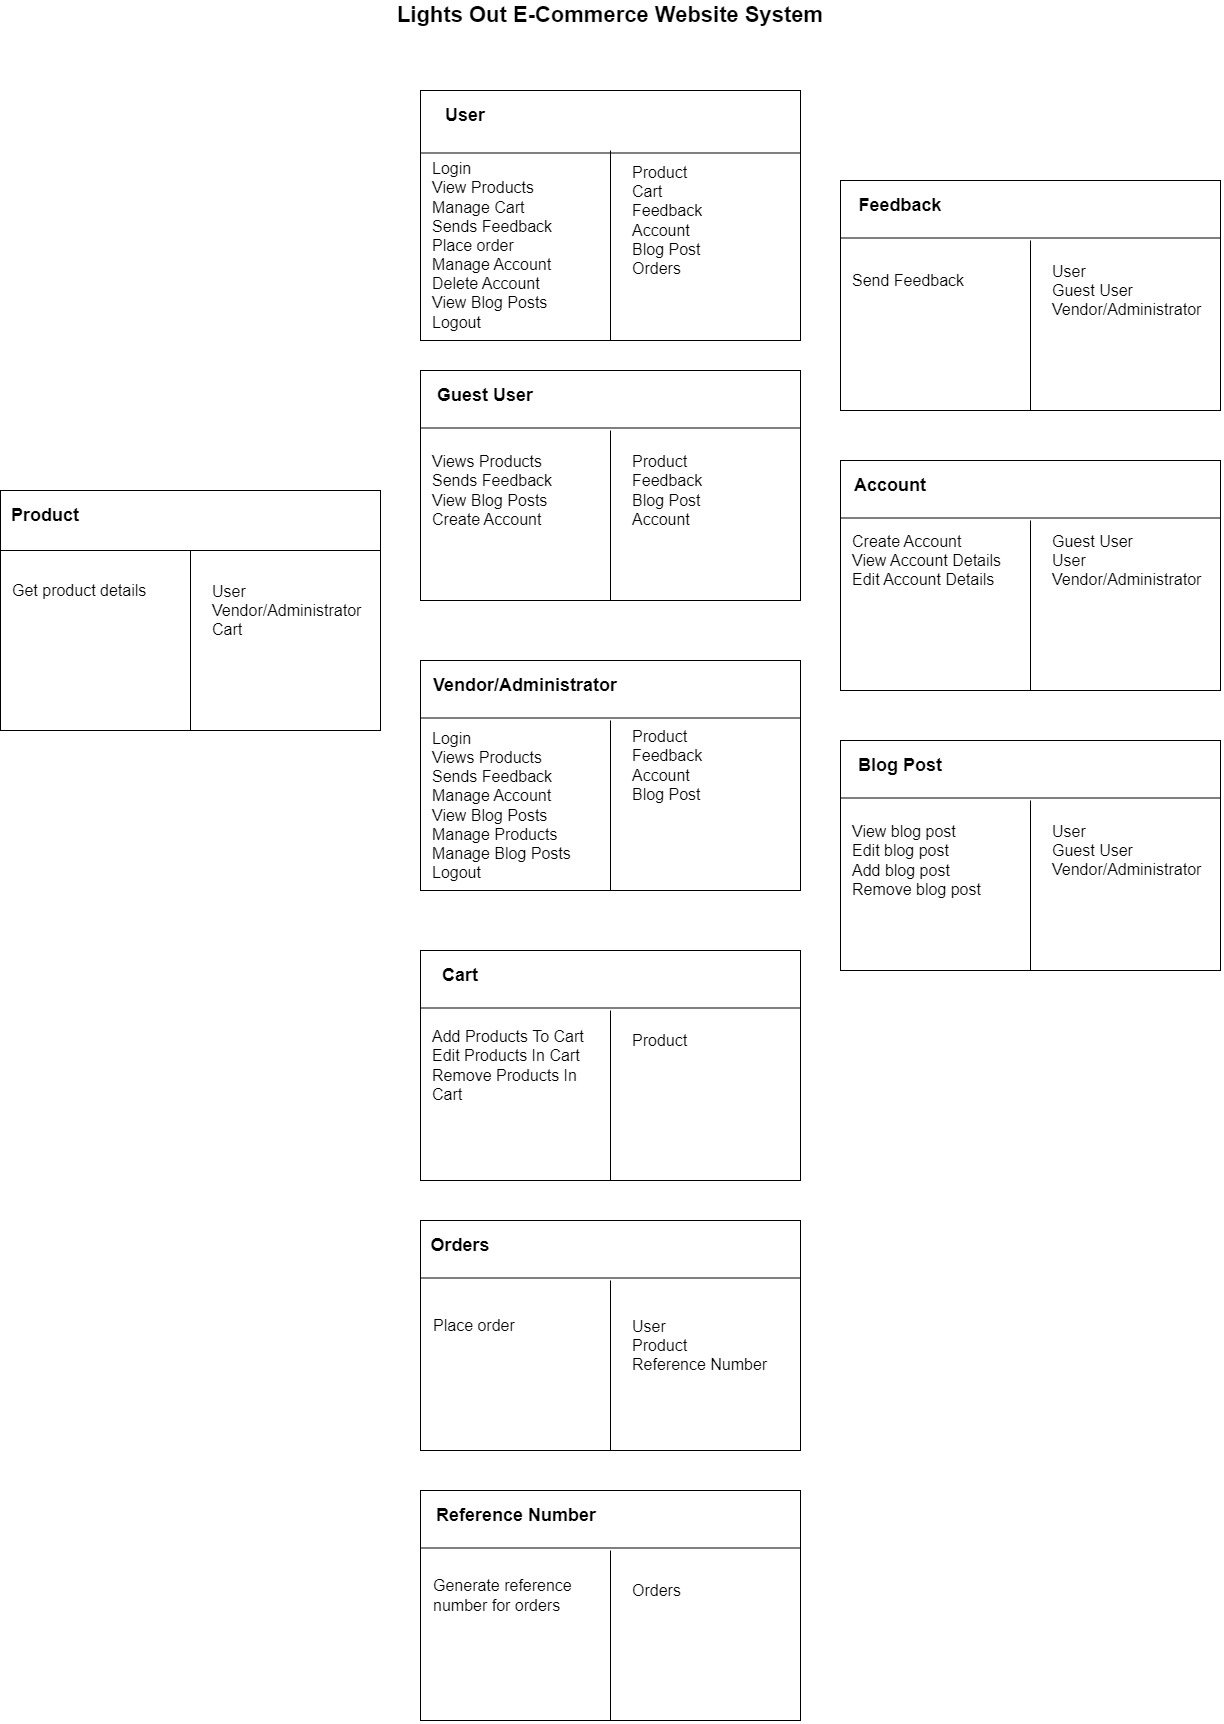 Lights Out E-Commerce Website System
User
Login
View Products
Manage Cart
Sends Feedback
Place order
Manage Account
Delete Account
View Blog Posts
Logout
Product
Cart
Feedback
Account
Blog Post
Orders
Feedback
Send Feedback
User
Guest User
Vendor/Administrator
Guest User
Views Products
Sends Feedback
View Blog Posts
Create Account
Product
Feedback
Blog Post
Account
Account
Create Account
View Account Details
Edit Account Details
Guest User
User
Vendor/Administrator
Product
Get product details
User
Vendor/Administrator
Cart
Vendor/Administrator
Login
Views Products
Sends Feedback
Manage Account
View Blog Posts
Manage Products
Manage Blog Posts
Logout
Product
Feedback
Account
Blog Post
Blog Post
View blog post
Edit blog post
Add blog post
Remove blog post
User
Guest User
Vendor/Administrator
Cart
Add Products To Cart
Edit Products In Cart
Remove Products In
Cart
Product
Orders
Place order
User
Product
Reference Number
Reference Number
Generate reference
number for orders
Orders